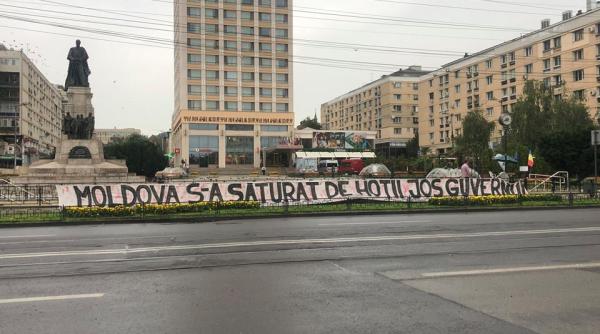 MOLDOVA S-A SATURAT DE HOȚII, JOS GUVERNUL